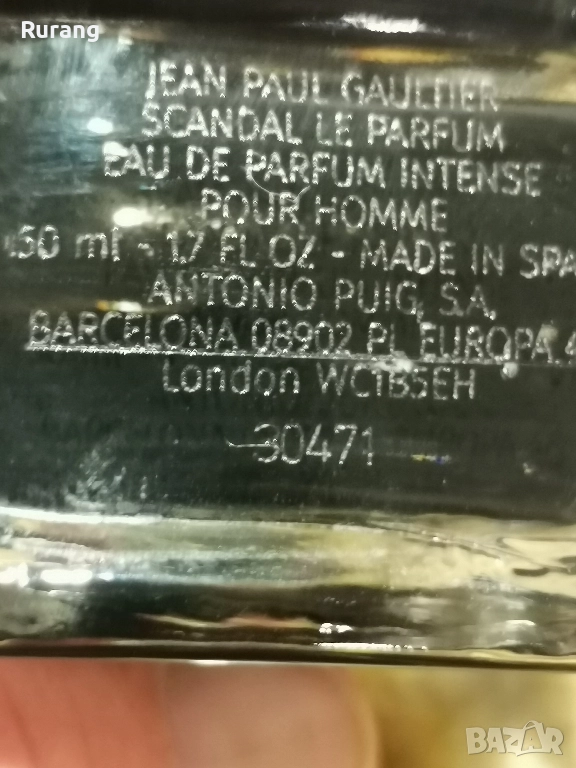 Rurang
JEAN PAUL GAULTIER
SCANDAL LE PARFUM
EAU DE PARFUM INTENSE
POUR HOMME
50 ml - 1.7 FL OZ - MADE IN SPA
ANTONIO PUIG, S.A.
BARCELONA 08902 PL EUROPA 4
London WC1B5EH
30471
BAZAR